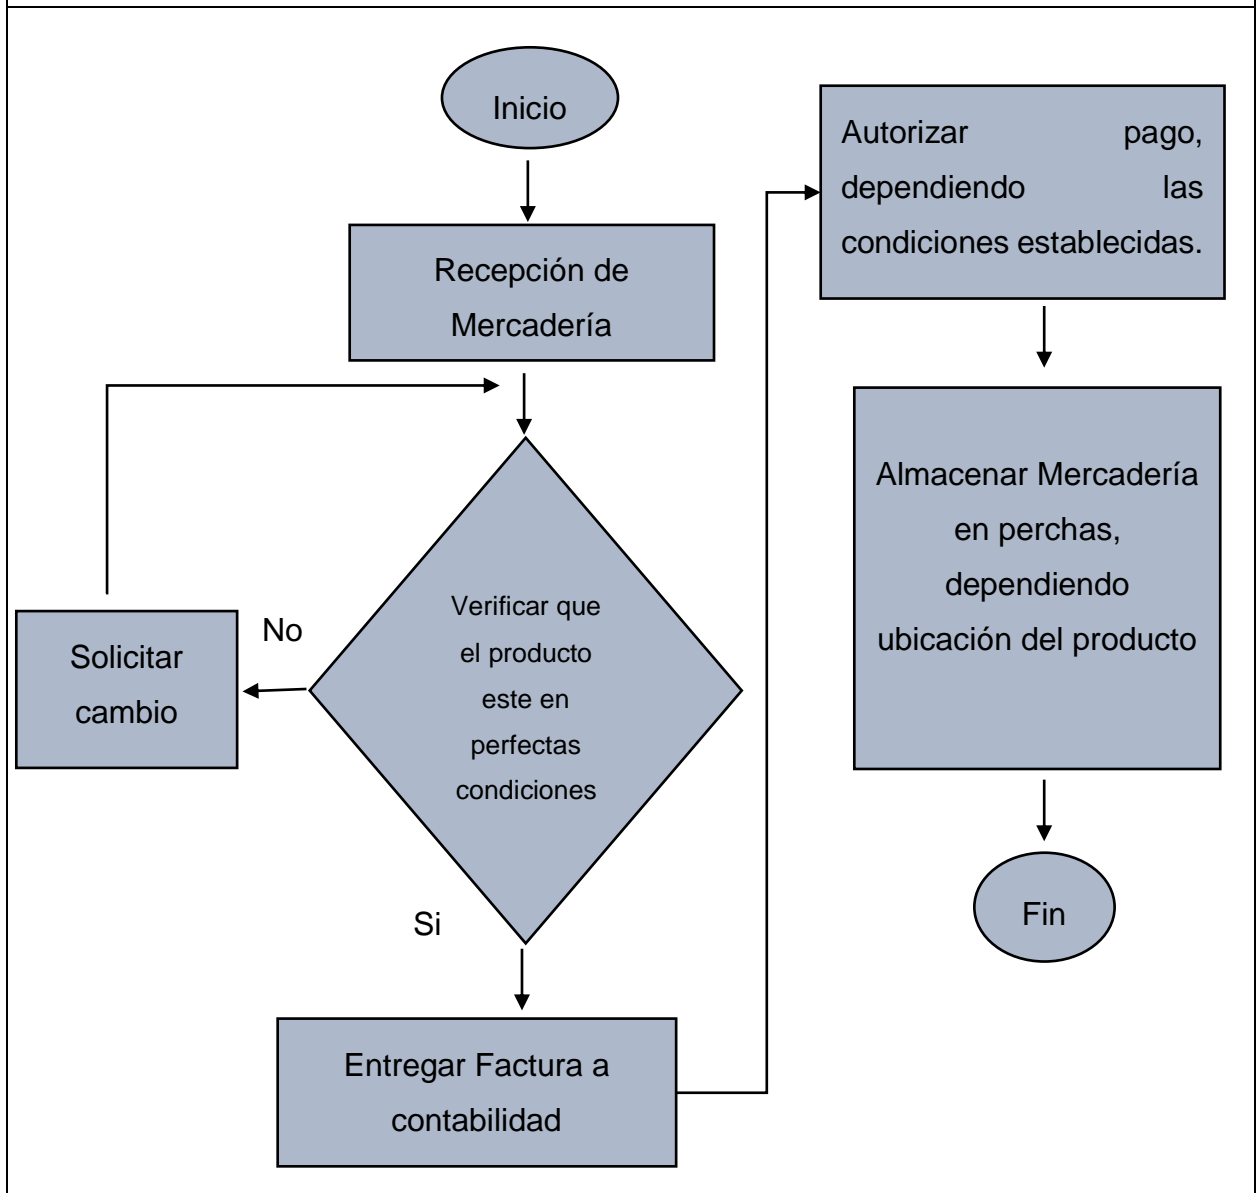 Inicio
Recepción de
Mercadería
Verificar que
el producto
este en
perfectas
condiciones
No
Solicitar
cambio
Si
Entregar Factura a
contabilidad
Autorizar pago,
dependiendo las
condiciones establecidas.
Almacenar Mercadería
en perchas,
dependiendo
ubicación del producto
Fin